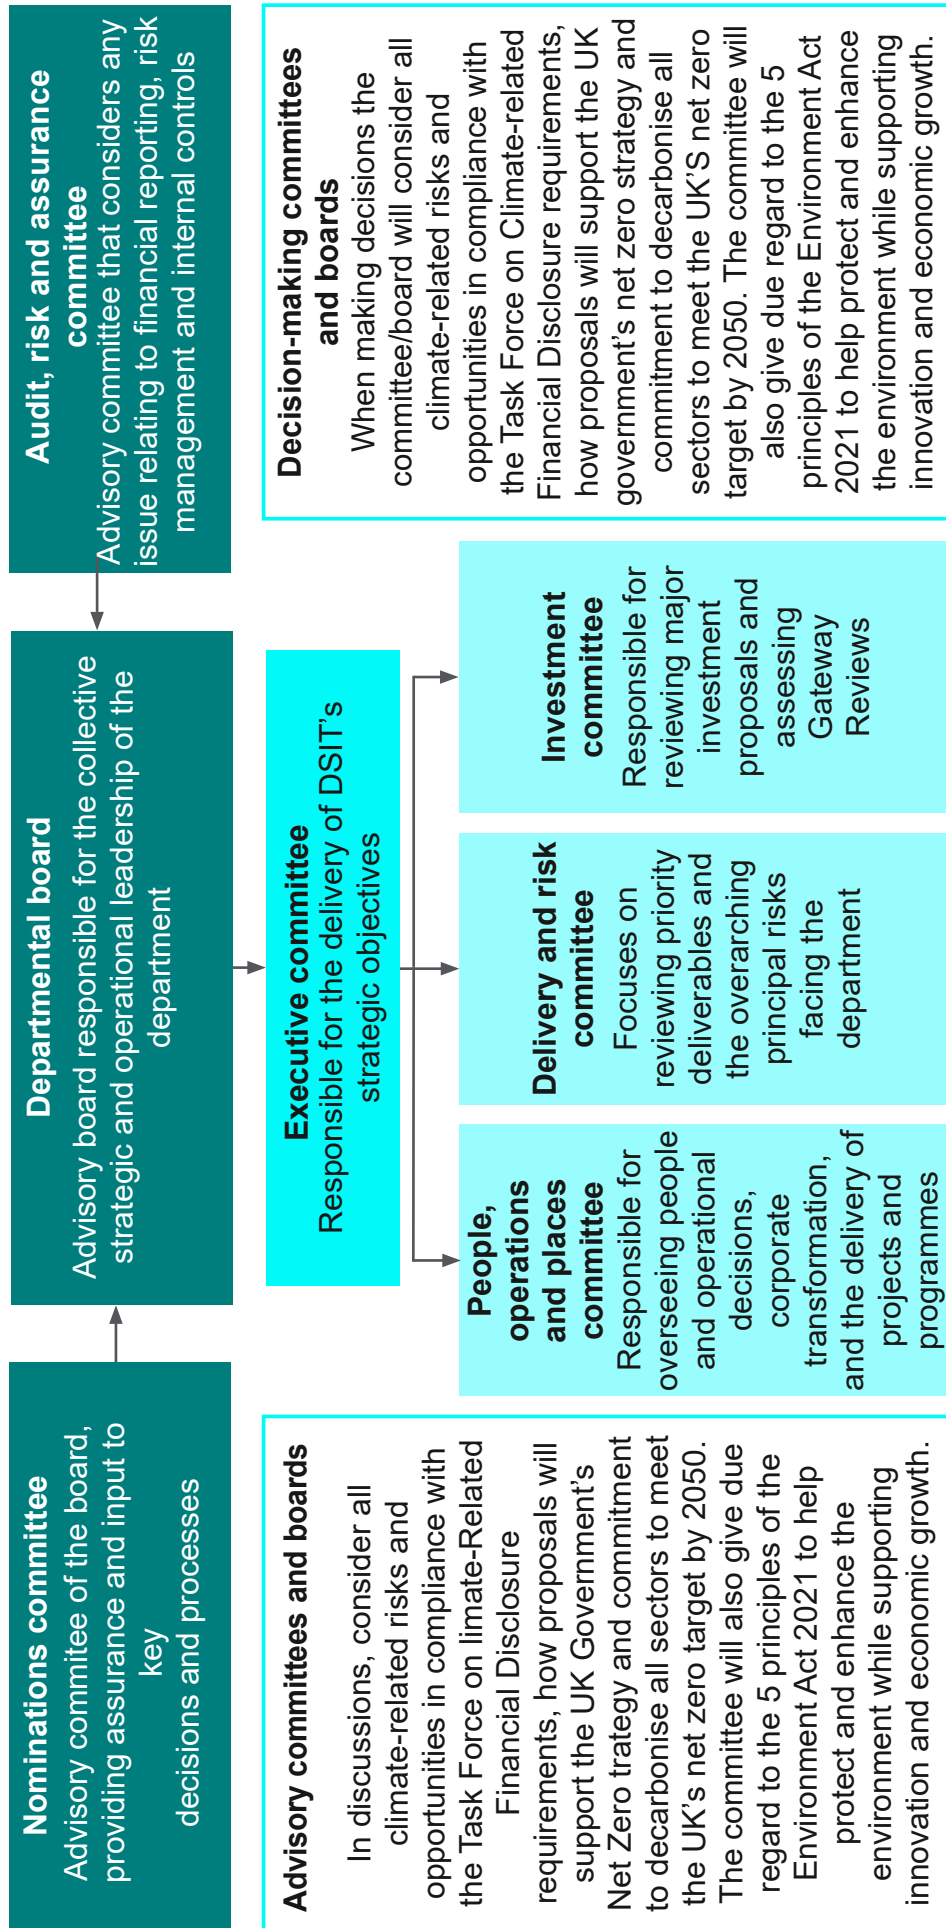 Nominations committee
Advisory commitee of the board,
providing assurance and input to
key
decisions and processes
Departmental board
Advisory board responsible for the collective
strategic and operational leadership of the
department
Audit, risk and assurance
committee
Advisory committee that considers any
issue relating to financial reporting, risk
management and internal controls
Executive committee
Responsible for the delivery of DSIT's
strategic objectives
Advisory committees and boards
In discussions, consider all
climate-related risks and
opportunities in compliance with
the Task Force on limate-Related
Financial Disclosure
requirements, how proposals will
support the UK Government's
Net Zero trategy and commitment
to decarbonise all sectors to meet
the UK's net zero target by 2050.
The committee will also give due
regard to the 5 principles of the
Environment Act 2021 to help
protect and enhance the
environment while supporting
innovation and economic growth.
People,
operations
and places
committee
Responsible for
overseeing people
and operational
decisions,
corporate
transformation,
and the delivery of
projects and
programmes
Delivery and risk
committee
Focuses on
reviewing priority
deliverables and
the overarching
principal risks
facing the
department
Investment
committee
Responsible for
reviewing major
investment
proposals and
assessing
Gateway
Reviews
Decision-making committees
and boards
When making decisions the
committee/board will consider all
climate-related risks and
opportunities in compliance with
the Task Force on Climate-related
Financial Disclosure requirements,
how proposals will support the UK
government's net zero strategy and
commitment to decarbonise all
sectors to meet the UK'S net zero
target by 2050. The committee will
also give due regard to the 5
principles of the Environment Act
2021 to help protect and enhance
the environment while supporting
innovation and economic growth.